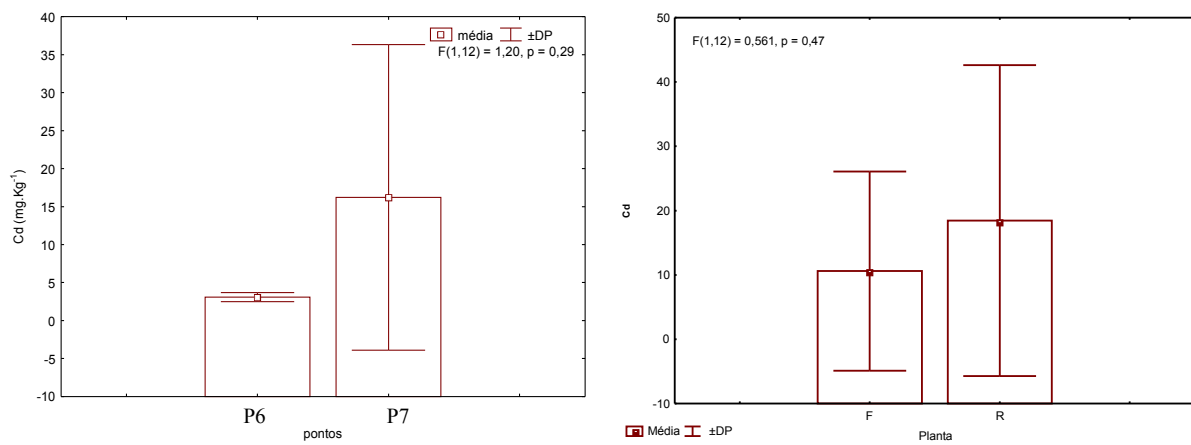 40
35
30
25
20
15
10
5
0
-5
-10
Cd (mg.Kg-1)
média ±DP
F(1,12) = 1,20, p = 0,29
P6 P7
pontos
50
40
30
20
10
0
-10
Cd
F(1,12) = 0,561, p = 0,47
F R
Média ±DP
Planta